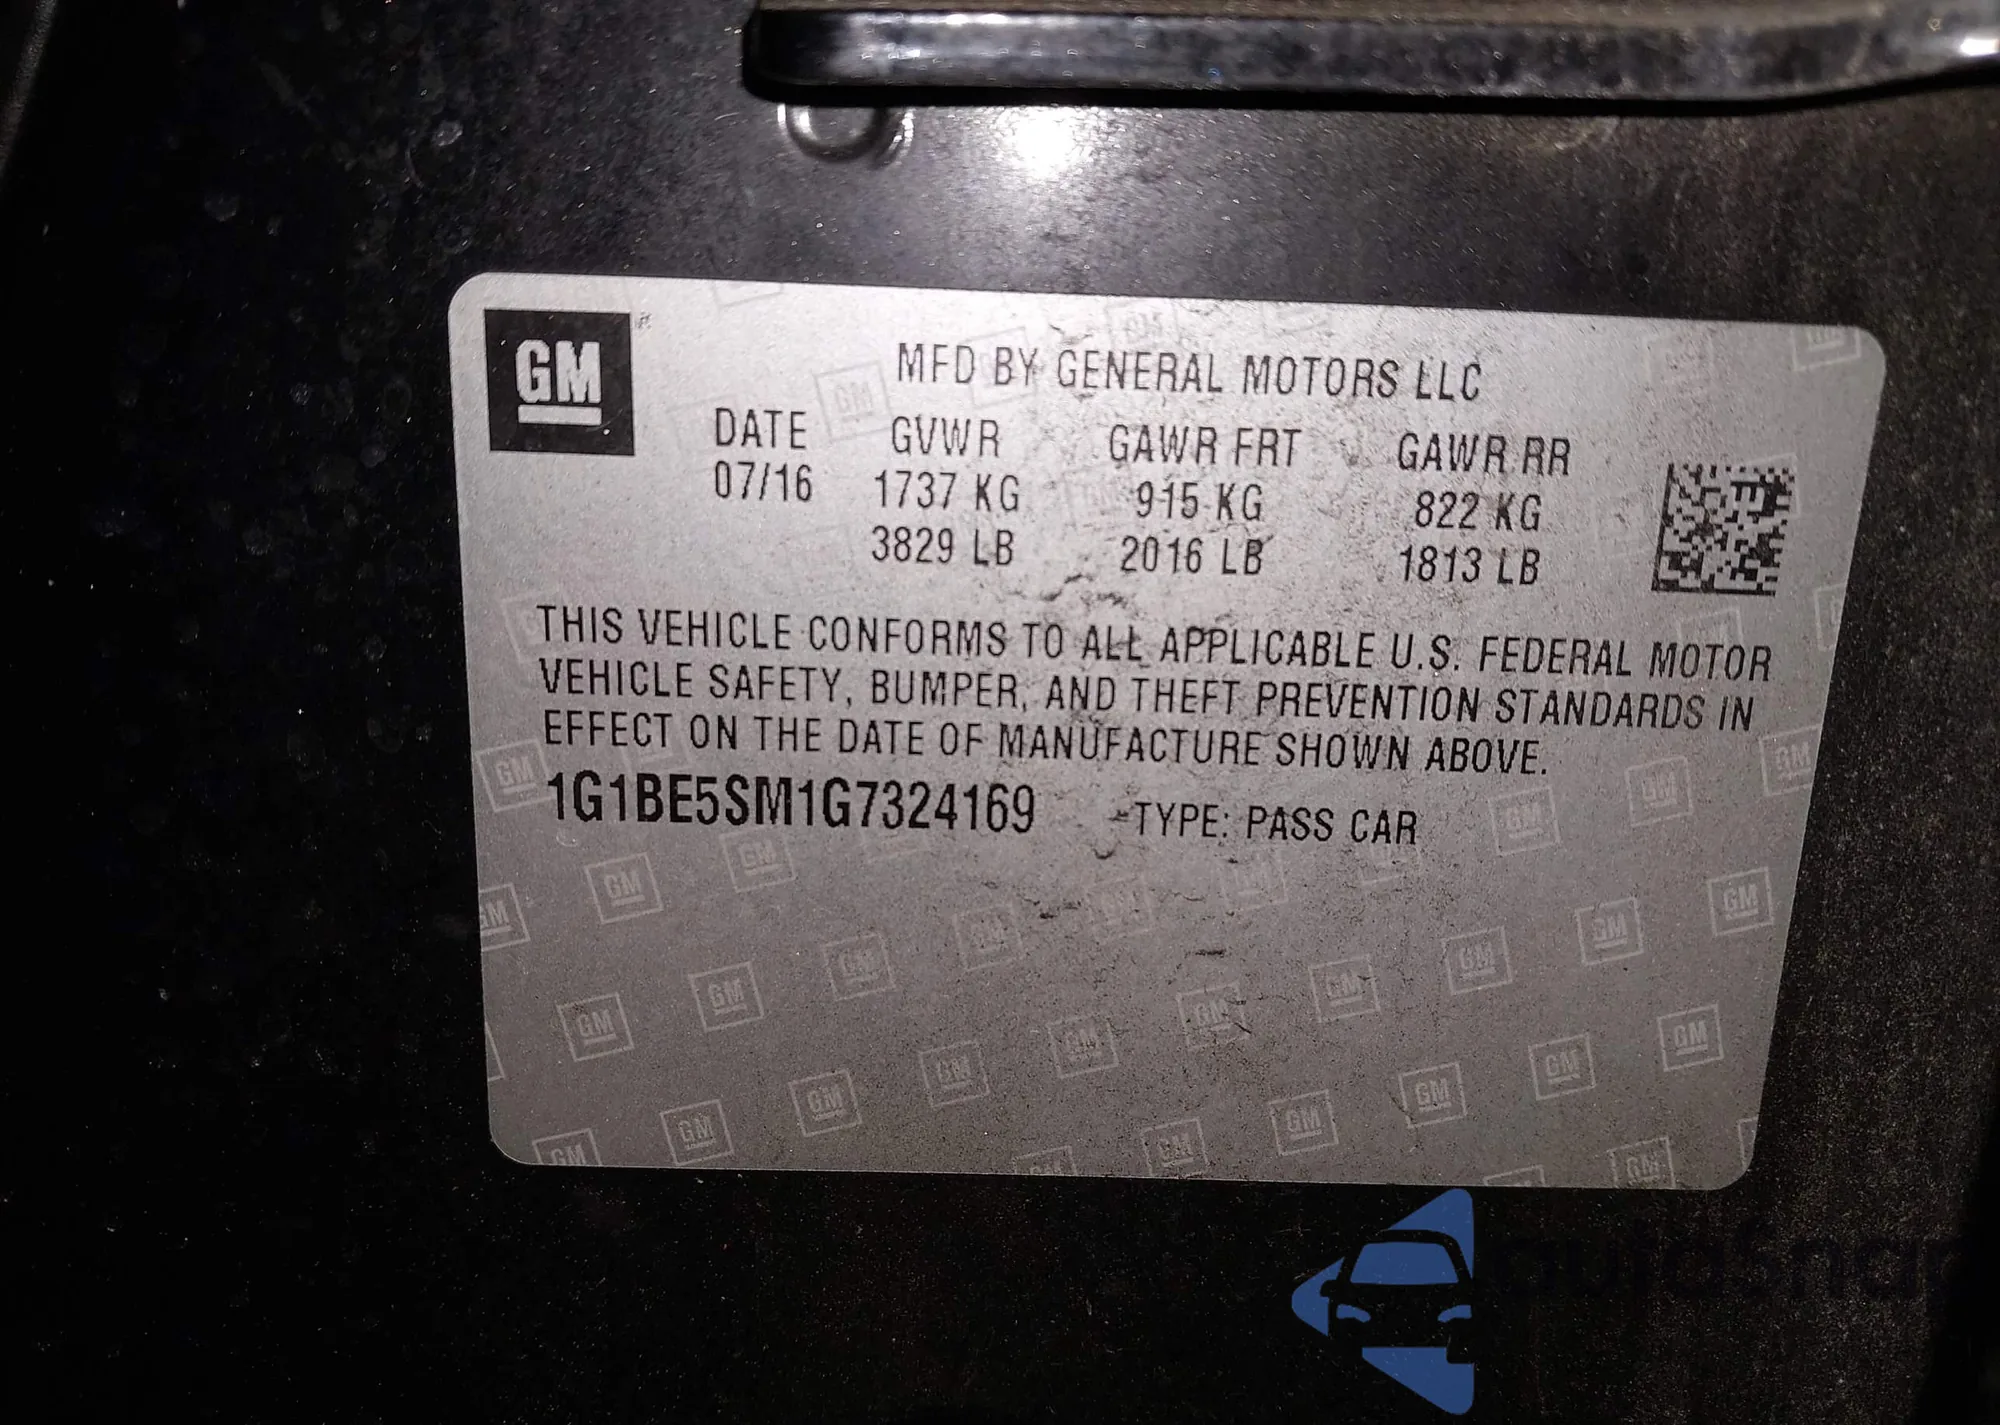 GM
MFD BY GENERAL MOTORS LLC
DATE GVWR GAWR FRT GAWR RR
07/16 1737 KG 915 KG 822 KG
3829 LB 2016 LB 1813 LB
THIS VEHICLE CONFORMS TO ALL APPLICABLE U.S. FEDERAL MOTOR
VEHICLE SAFETY, BUMPER, AND THEFT PREVENTION STANDARDS IN
EFFECT ON THE DATE OF MANUFACTURE SHOWN ABOVE.
1G1BE5SM1G7324169 TYPE: PASS CAR